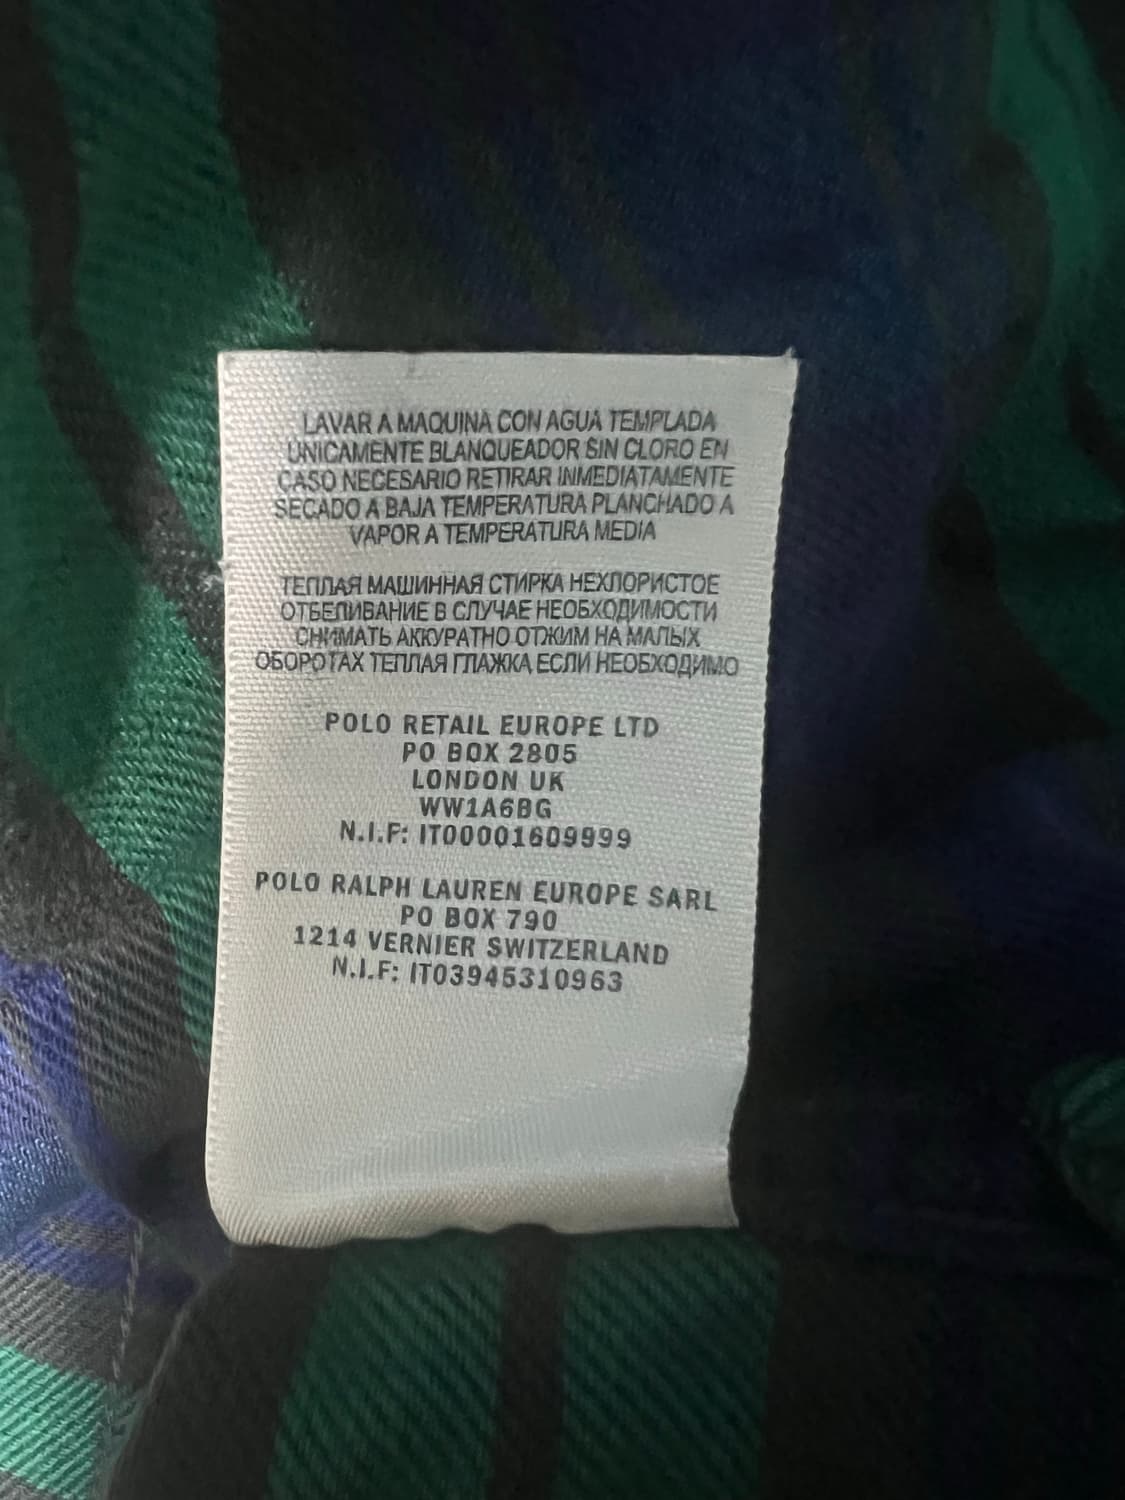 LAVAR A MAQUINA CON AGUA TEMPLADA
UNICAMENTE BLANQUEADOR SIN CLORO EN
CASO NECESARIO RETIRAR INMEDIATAMENTE
SECADO A BAJA TEMPERATURA PLANCHADO A
VAPOR A TEMPERATURA MEDIA
ТЕПЛАЯ МАШИННАЯ СТИРКА НЕХЛОРИСТОЕ
ОТБЕЛИВАНИЕ В СЛУЧАЕ НЕОБХОДИМОСТИ
СНИМАТЬ АККУРАТНО ОТЖИМ НА МАЛЫХ
ОБОРОТАХ ТЕПЛАЯ ГЛАЖКА ЕСЛИ НЕОБХОДИМО
POLO RETAIL EUROPE LTD
PO BOX 2805
LONDON UK
WW1A6BG
N.I.F: IT00001609999
POLO RALPH LAUREN EUROPE SARL
PO BOX 790
1214 VERNIER SWITZERLAND
N.I.F: IT03945310963